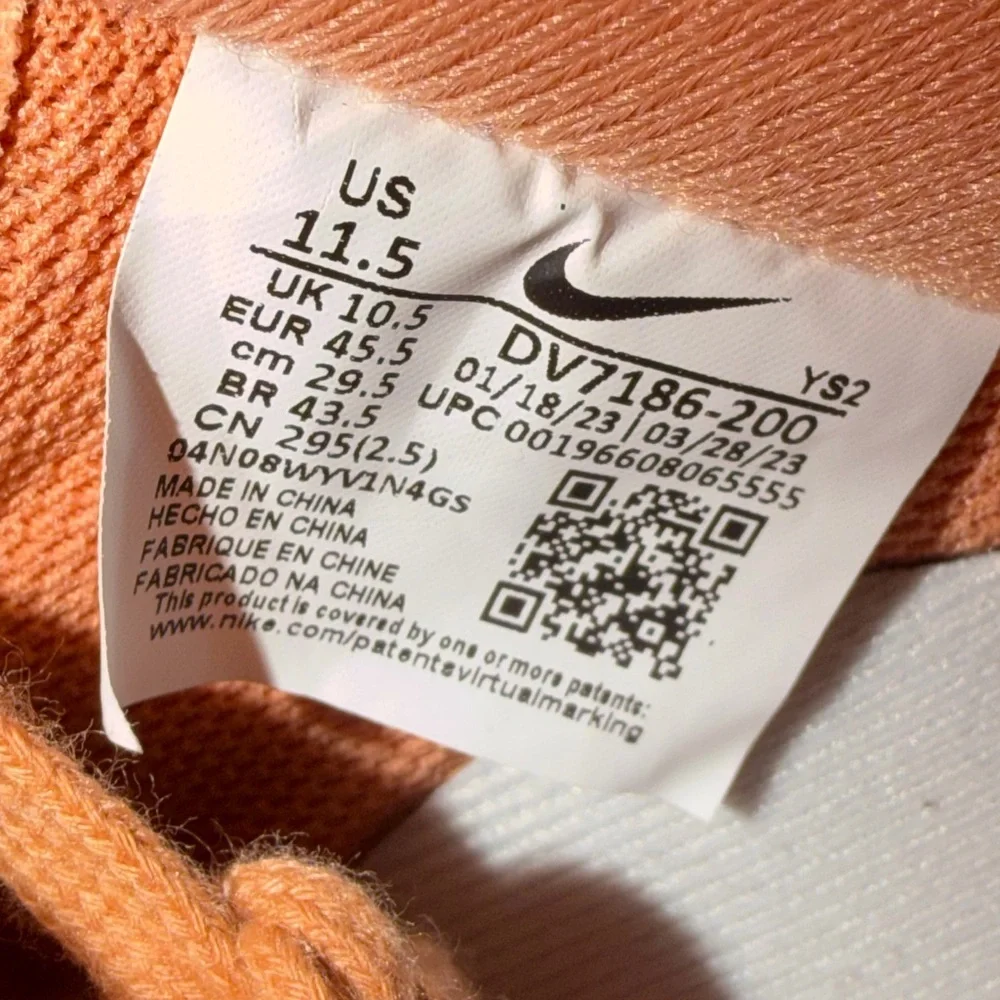 US
11.5
UK 10.5
EUR 45.5
cm 29.5
BR 43.5
CN 295(2.5)
04N08WYV1N4GS
MADE IN CHINA
HECHO EN CHINA
FABRIQUE EN CHINE
FABRICADO NA CHINA
This product is covered by one or more patents:
www.nike.com/patentsvirtualmarking
YS2
DV7186-200
01/18/23|03/28/23
UPC 00196608065555